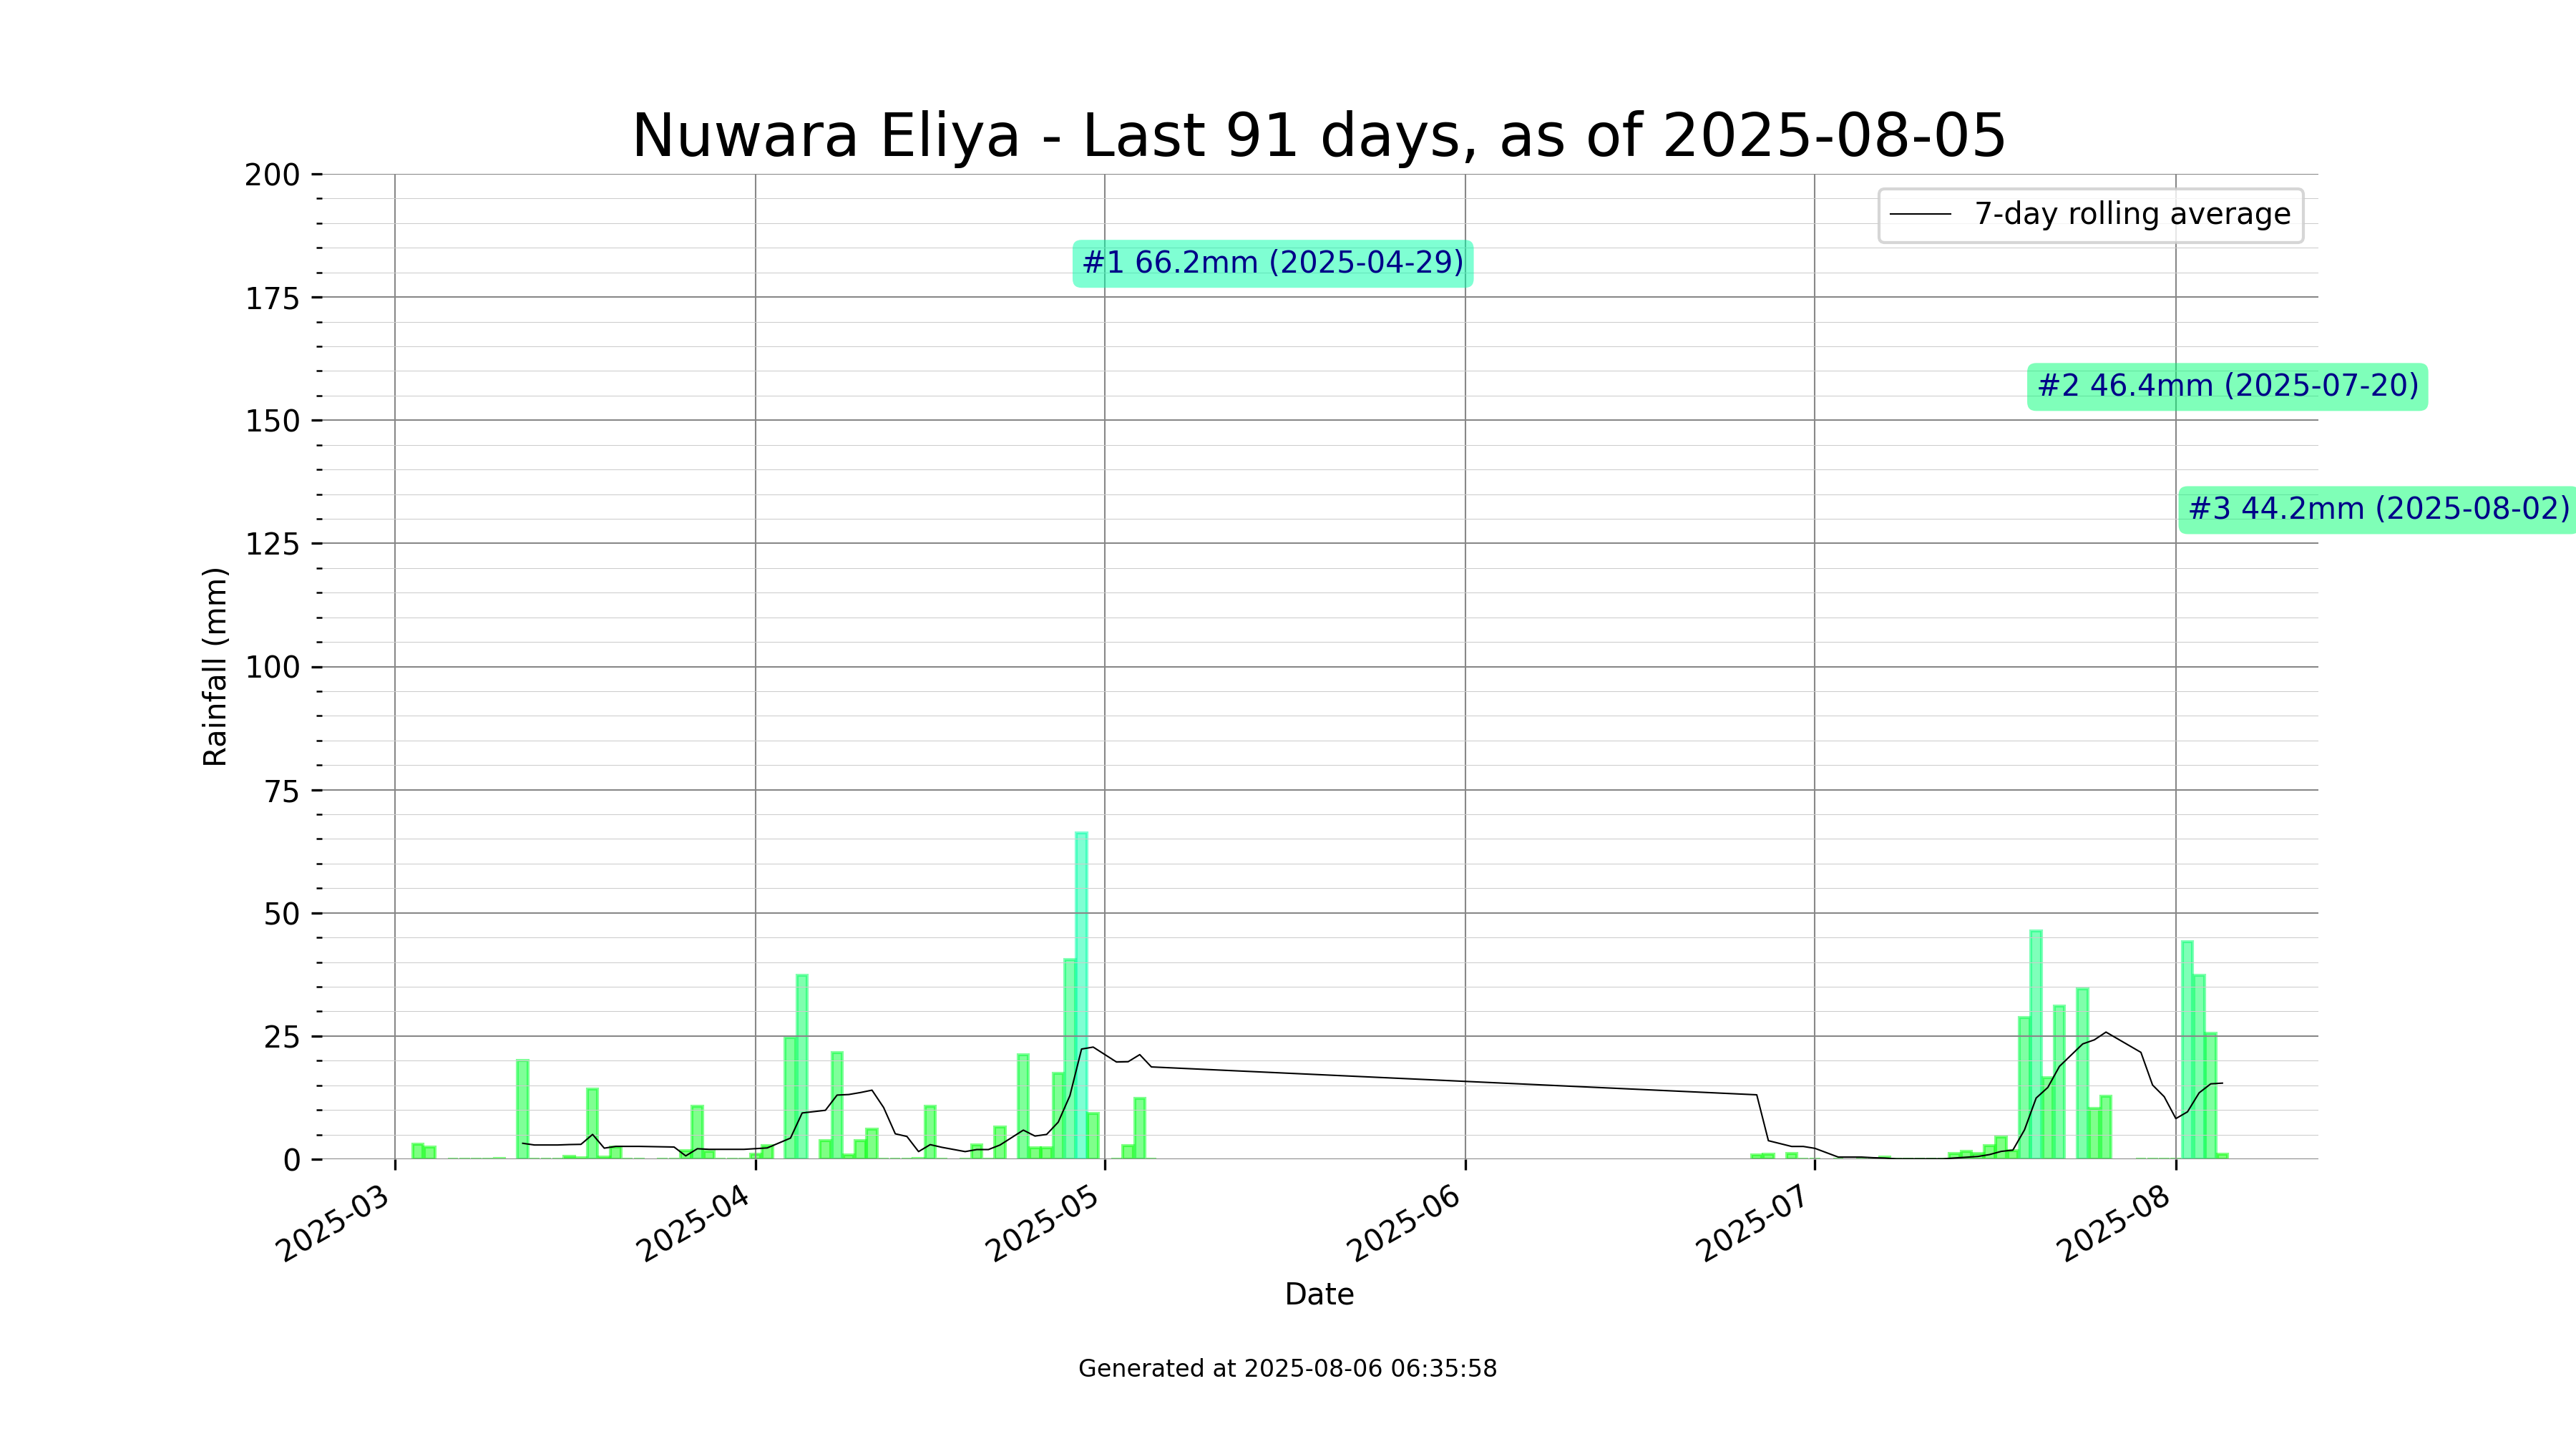 Nuwara Eliya - Last 91 days, as of 2025-08-05
200
175
150
125
100
75
50
25
0
Rainfall (mm)
7-day rolling average
#1 66.2mm (2025-04-29)
#2 46.4mm (2025-07-20)
#3 44.2mm (2025-08-02)
2025-03
2025-04
2025-05
2025-06
2025-07
2025-08
Date
Generated at 2025-08-06 06:35:58